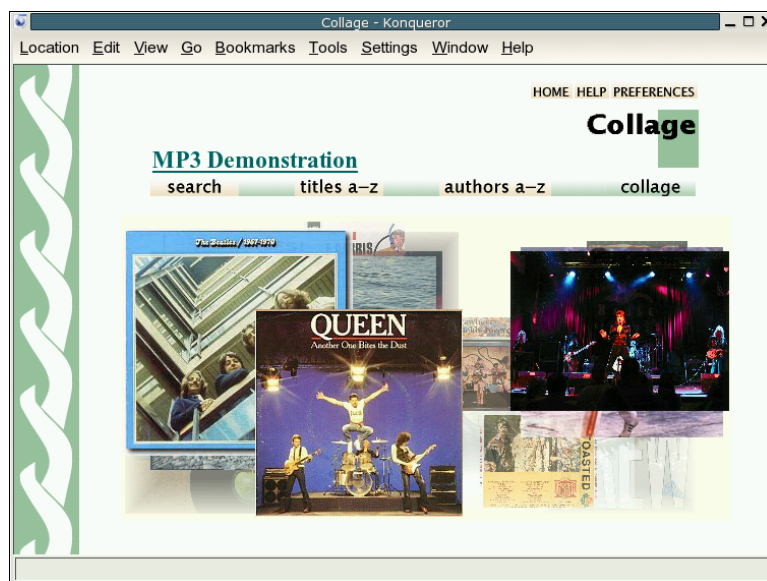 Collage - Konqueror
Location Edit View Go Bookmarks Tools Settings Window Help
HOME HELP PREFERENCES
Collage
MP3 Demonstration
search titles a–z authors a–z collage
The Beatles / 1967-1970
QUEEN
Another One Bites the Dust
OASTED